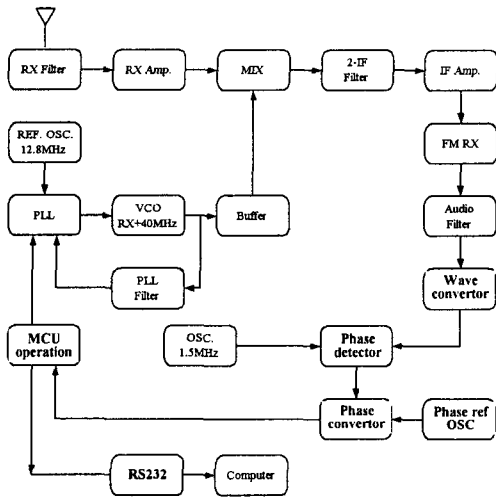 RX Filter
RX Amp.
MIX
2-IF
Filter
IF Amp.
REF. OSC.
12.8MHz
FM RX
PLL
VCO
RX+40MHz
Buffer
Audio
Filter
PLL
Filter
Wave
convertor
MCU
operation
OSC.
1.5MHz
Phase
detector
Phase
convertor
Phase ref
OSC
RS232
Computer